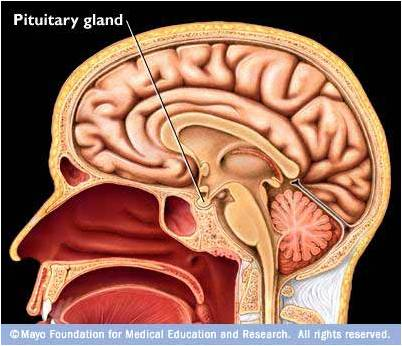 Pituitary gland
©Mayo Foundation for Medical Education and Research. All rights reserved.